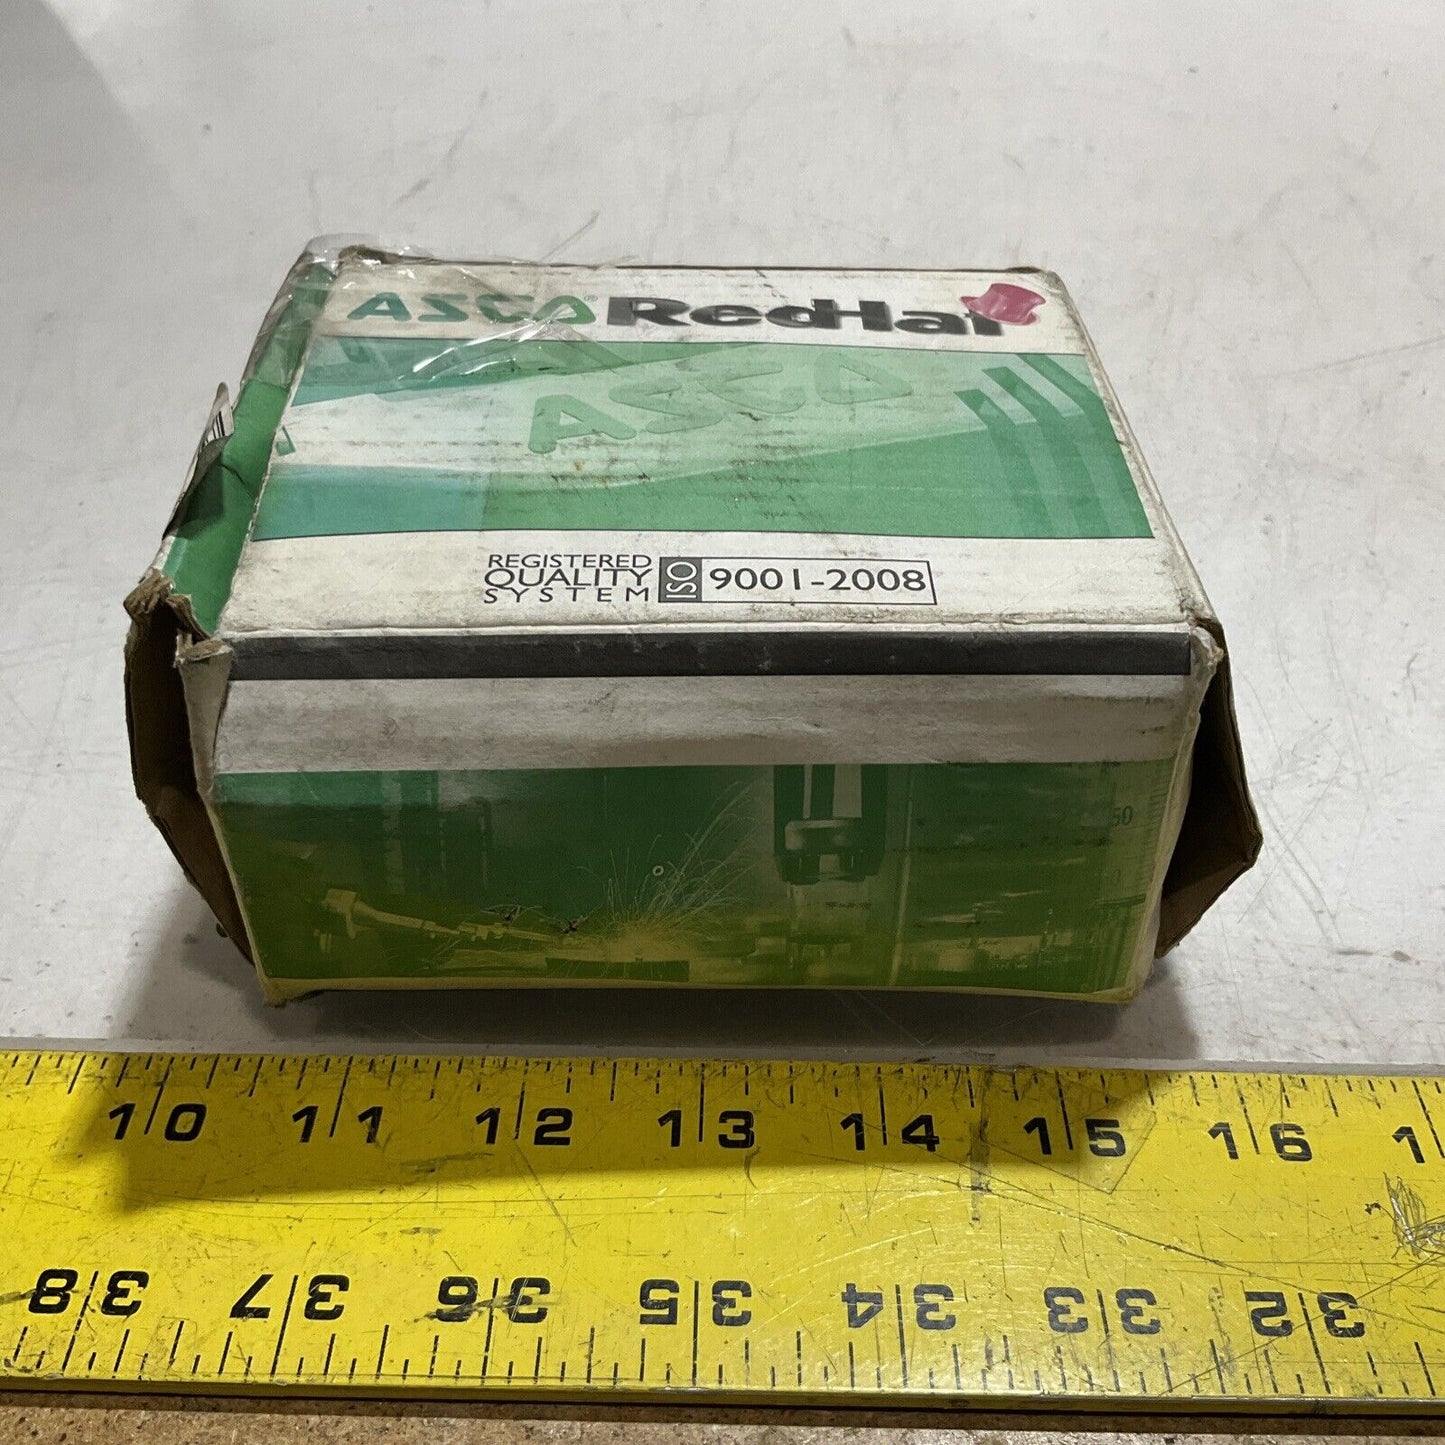 ASCO® RedHat
ASCO
REGISTERED
QUALITY
SYSTEM
ISO 9001-2008
10 11 12 13 14 15 16 1
38 37 36 35 34 33 32